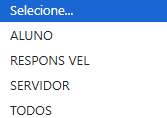 Selecione...
ALUNO
RESPONS VEL
SERVIDOR
TODOS